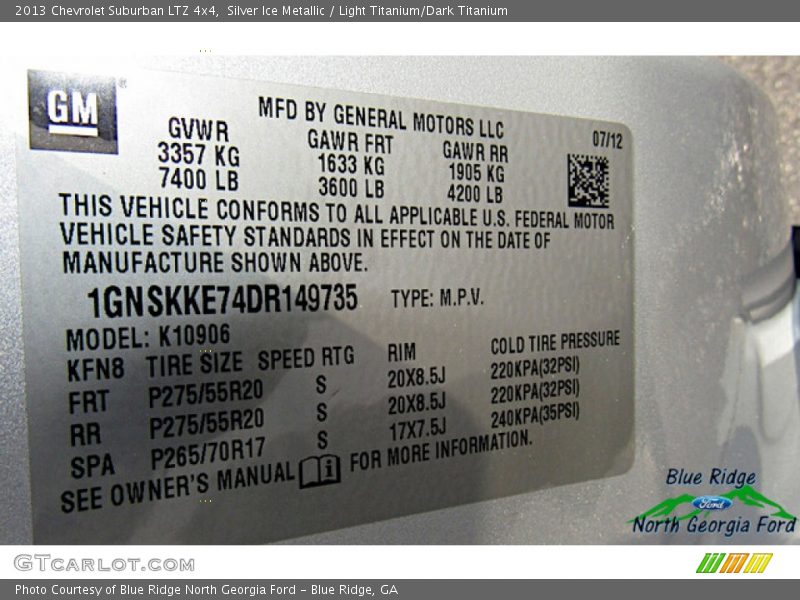 2013 Chevrolet Suburban LTZ 4x4,  Silver Ice Metallic / Light Titanium/Dark Titanium
GM
MFD BY GENERAL MOTORS LLC
07/12
GVWR GAWR FRT GAWR RR
3357 KG 1633 KG 1905 KG
7400 LB 3600 LB 4200 LB
THIS VEHICLE CONFORMS TO ALL APPLICABLE U.S. FEDERAL MOTOR
VEHICLE SAFETY STANDARDS IN EFFECT ON THE DATE OF
MANUFACTURE SHOWN ABOVE.
1GNSKKE74DR149735 TYPE: M.P.V.
MODEL: K10906
KFN8 TIRE SIZE SPEED RTG RIM COLD TIRE PRESSURE
FRT P275/55R20 S 20X8.5J 220KPA(32PSI)
RR P275/55R20 S 20X8.5J 220KPA(32PSI)
SPA P265/70R17 S 17X7.5J 240KPA(35PSI)
SEE OWNER'S MANUAL FOR MORE INFORMATION.
Blue Ridge
Ford
North Georgia Ford
GTCARLOT.COM
Photo Courtesy of Blue Ridge North Georgia Ford - Blue Ridge, GA